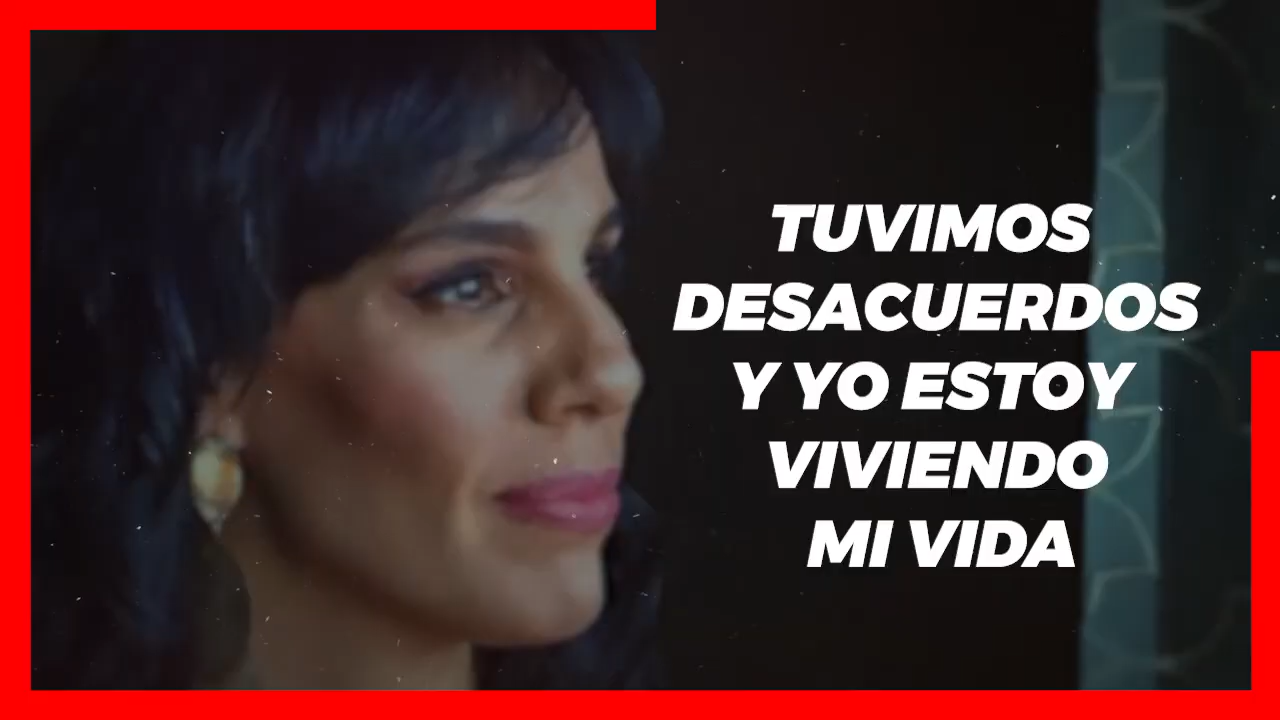 TUVIMOS
DESACUERDOS
Y YO ESTOY
VIVIENDO
MI VIDA